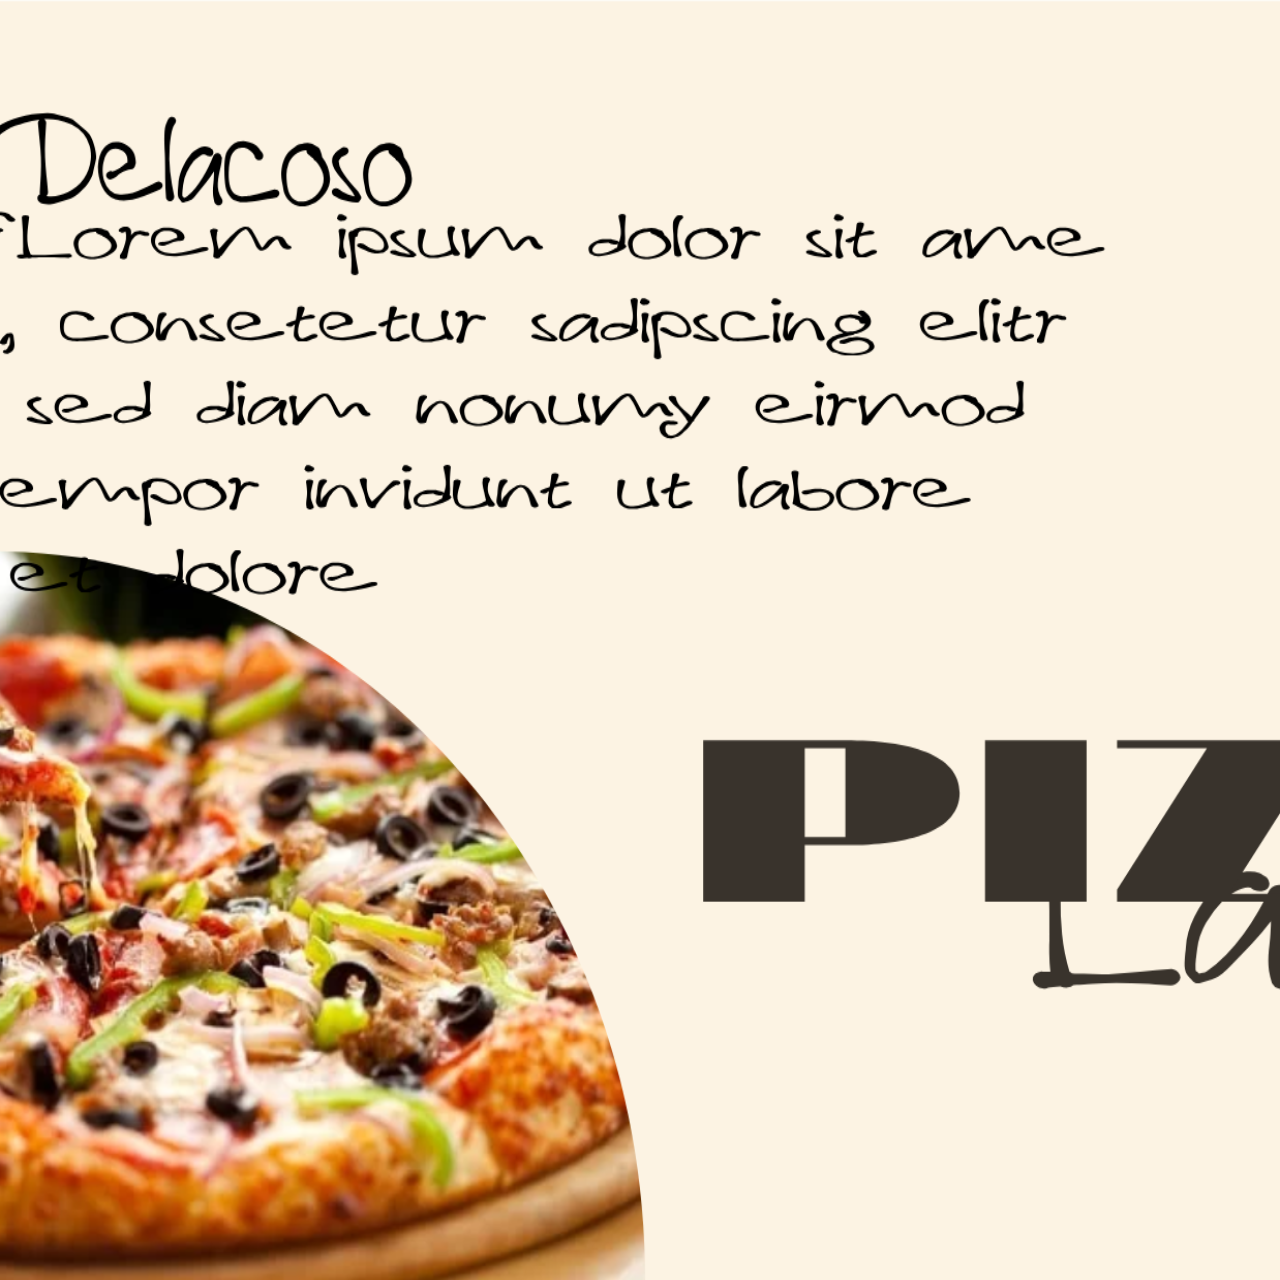 Delacoso
fLorem ipsum dolor sit ame
, consetetur sadipscing elitr
sed diam nonumy eirmod
empor invidunt ut labore
et dolore
PIZ
La